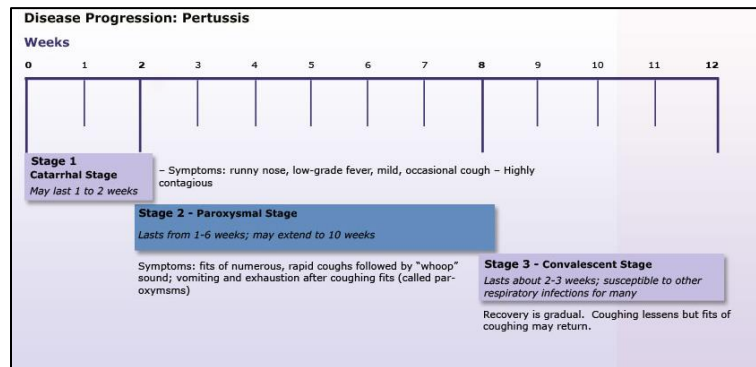 Disease Progression: Pertussis
Weeks
0 1 2 3 4 5 6 7 8 9 10 11 12
Stage 1
Catarrhal Stage
May last 1 to 2 weeks
– Symptoms: runny nose, low-grade fever, mild, occasional cough – Highly
contagious
Stage 2 - Paroxysmal Stage
Lasts from 1-6 weeks; may extend to 10 weeks
Symptoms: fits of numerous, rapid coughs followed by “whoop”
sound; vomiting and exhaustion after coughing fits (called par-
oxymsms)
Stage 3 - Convalescent Stage
Lasts about 2-3 weeks; susceptible to other
respiratory infections for many
Recovery is gradual. Coughing lessens but fits of
coughing may return.